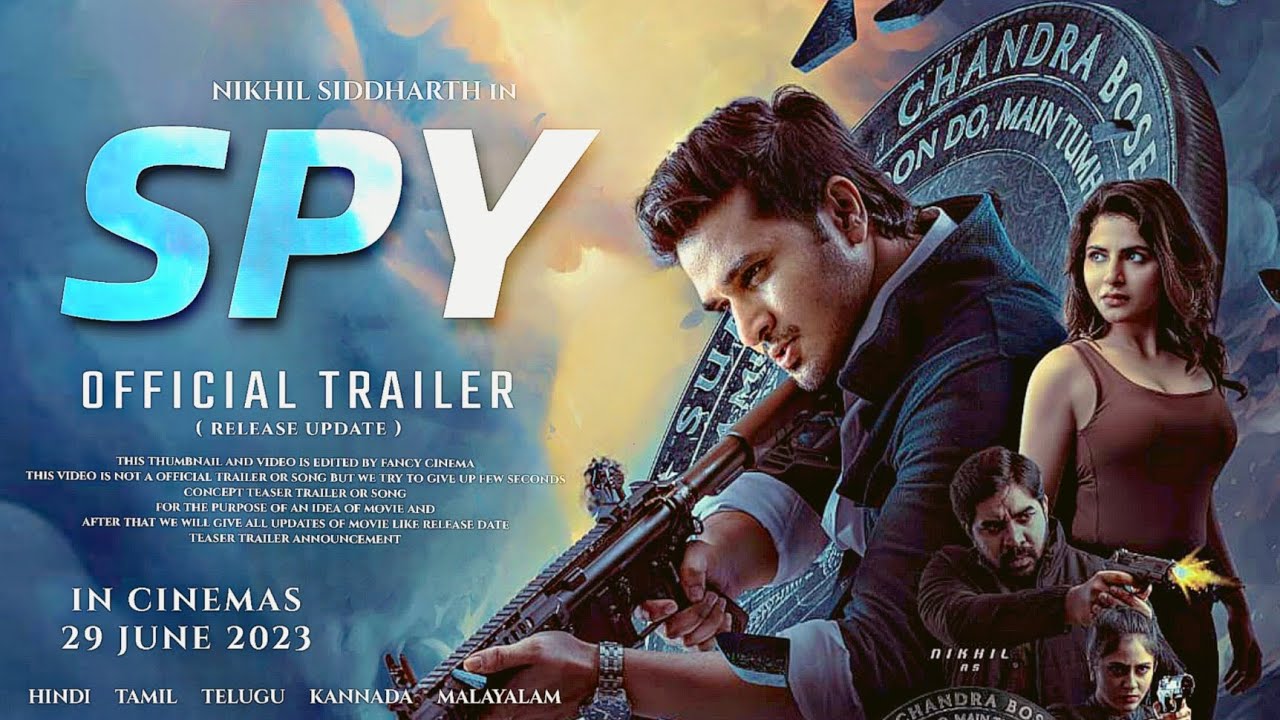 NIKHIL SIDDHARTH IN
SPY
OFFICIAL TRAILER
( RELEASE UPDATE )
THIS THUMBNAIL AND VIDEO IS EDITED BY FANCY CINEMA
THIS VIDEO IS NOT A OFFICIAL TRAILER OR SONG BUT WE TRY TO GIVE UP FEW SECONDS
CONCEPT TEASER TRAILER OR SONG
FOR THE PURPOSE OF AN IDEA OF MOVIE AND
AFTER THAT WE WILL GIVE ALL UPDATES OF MOVIE LIKE RELEASE DATE
TEASER TRAILER ANNOUNCEMENT
IN CINEMAS
29 JUNE 2023
HINDI TAMIL TELUGU KANNADA MALAYALAM
CHANDRA BOSE
DO, MAIN TUMH
SU
NIKHIL
AS
CHANDRA BOS
MAIN TUM